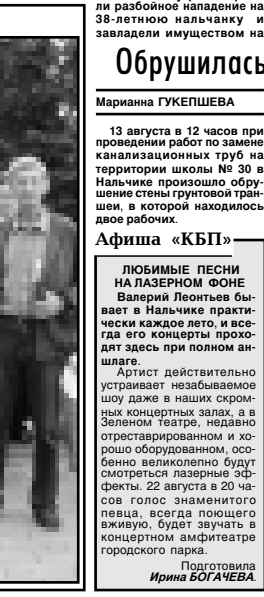 ли разбойное нападение на
38-летнюю нальчанку и
завладели имуществом на
Обрушилась
Марианна ГУКЕПШЕВА
13 августа в 12 часов при
проведении работ по замене
канализационных труб на
территории школы № 30 в
Нальчике произошло обру-
шение стены грунтовой тран-
шеи, в которой находилось
двое рабочих.
Афиша «КБП»
ЛЮБИМЫЕ ПЕСНИ
НА ЛАЗЕРНОМ ФОНЕ
Валерий Леонтьев бы-
вает в Нальчике практи-
чески каждое лето, и все-
гда его концерты прохо-
дят здесь при полном ан-
шлаге.
Артист действительно
устраивает незабываемое
шоу даже в наших скром-
ных концертных залах, а в
Зеленом театре, недавно
отреставрированном и хо-
рошо оборудованном, осо-
бенно великолепно будут
смотреться лазерные эф-
фекты. 22 августа в 20 ча-
сов голос знаменитого
певца, всегда поющего
вживую, будет звучать в
концертном амфитеатре
городского парка.
Подготовила
Ирина БОГАЧЕВА.